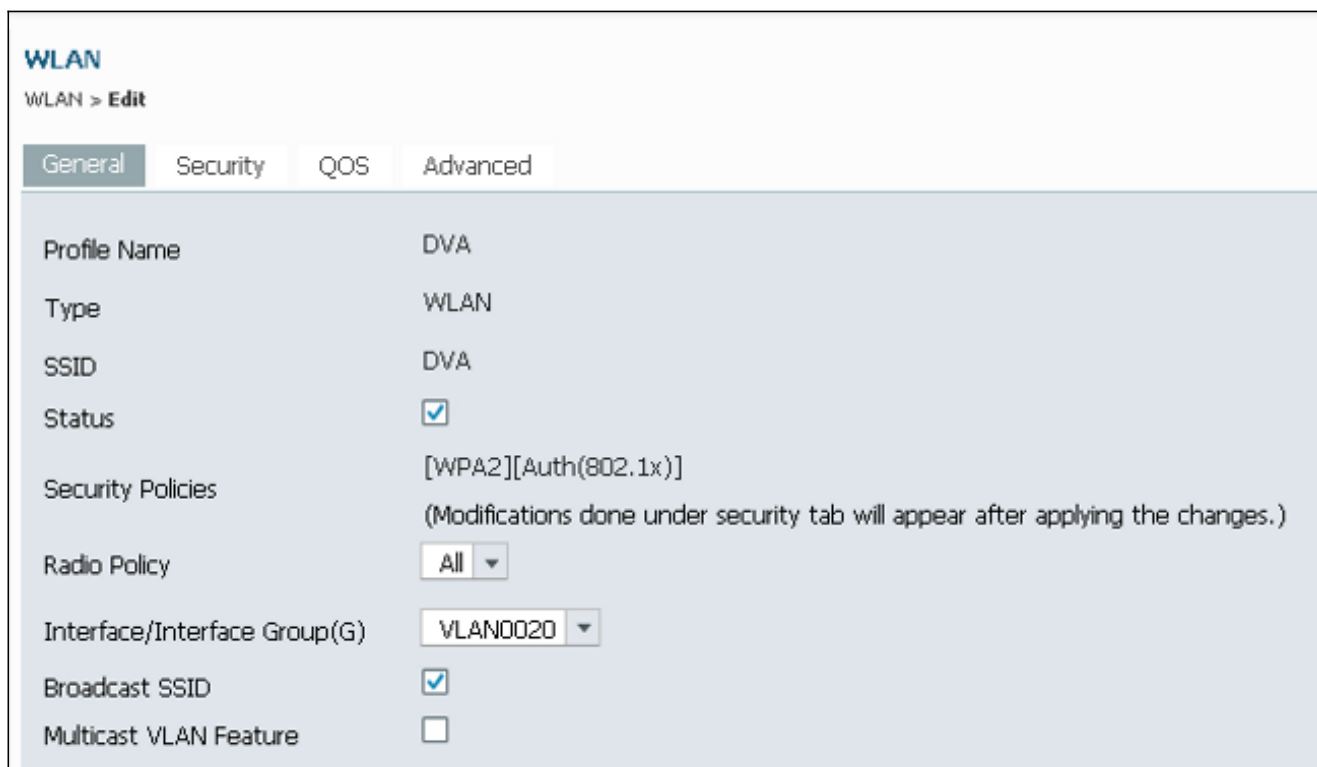 WLAN
WLAN > Edit
General Security QOS Advanced
Profile Name DVA
Type WLAN
SSID DVA
Status
Security Policies [WPA2][Auth(802.1x)]
(Modifications done under security tab will appear after applying the changes.)
Radio Policy All
Interface/Interface Group(G) VLAN0020
Broadcast SSID
Multicast VLAN Feature